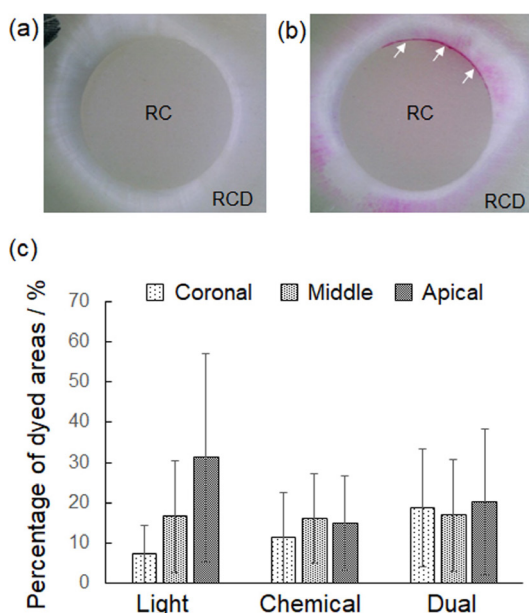 (a)
RC
RCD
(b)
RC
RCD
(c)
Percentage of dyed areas / %
Coronal Middle Apical
70
60
50
40
30
20
10
0
Light Chemical Dual